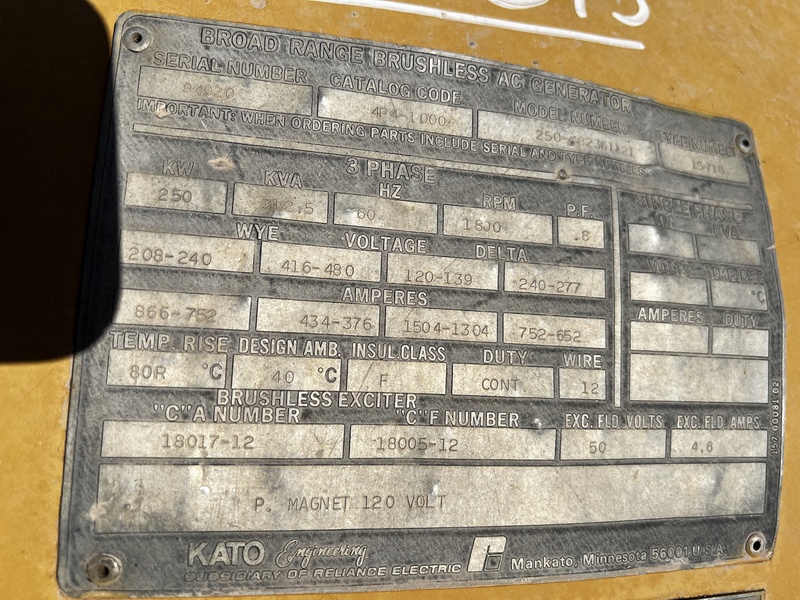 BROAD RANGE BRUSHLESS AC GENERATOR
SERIAL NUMBER CATALOG CODE MODEL NUMBER TYPE NUMBER
84020 4P4-1000
IMPORTANT: WHEN ORDERING PARTS INCLUDE SERIAL AND TYPE NUMBERS
3 PHASE
SINGLE PHASE
KW KVA HZ RPM P.F.
250 60 1800 .8
WYE VOLTAGE DELTA
208-240 416-480 120-139 240-277
°C
AMPERES
AMPERES DUTY
866-752 434-376 1504-1304 752-652
TEMP. RISE DESIGN AMB. INSUL.CLASS DUTY WIRE
80R °C 40 °C F CONT 12
BRUSHLESS EXCITER
"C"A NUMBER "C"F NUMBER EXC. FLD. VOLTS EXC. FLD. AMPS.
18017-12 18005-12 50 4.6
157-60081-02
P. MAGNET 120 VOLT
KATO Engineering
SUBSIDIARY OF RELIANCE ELECTRIC
Mankato, Minnesota 56001 U.S.A.